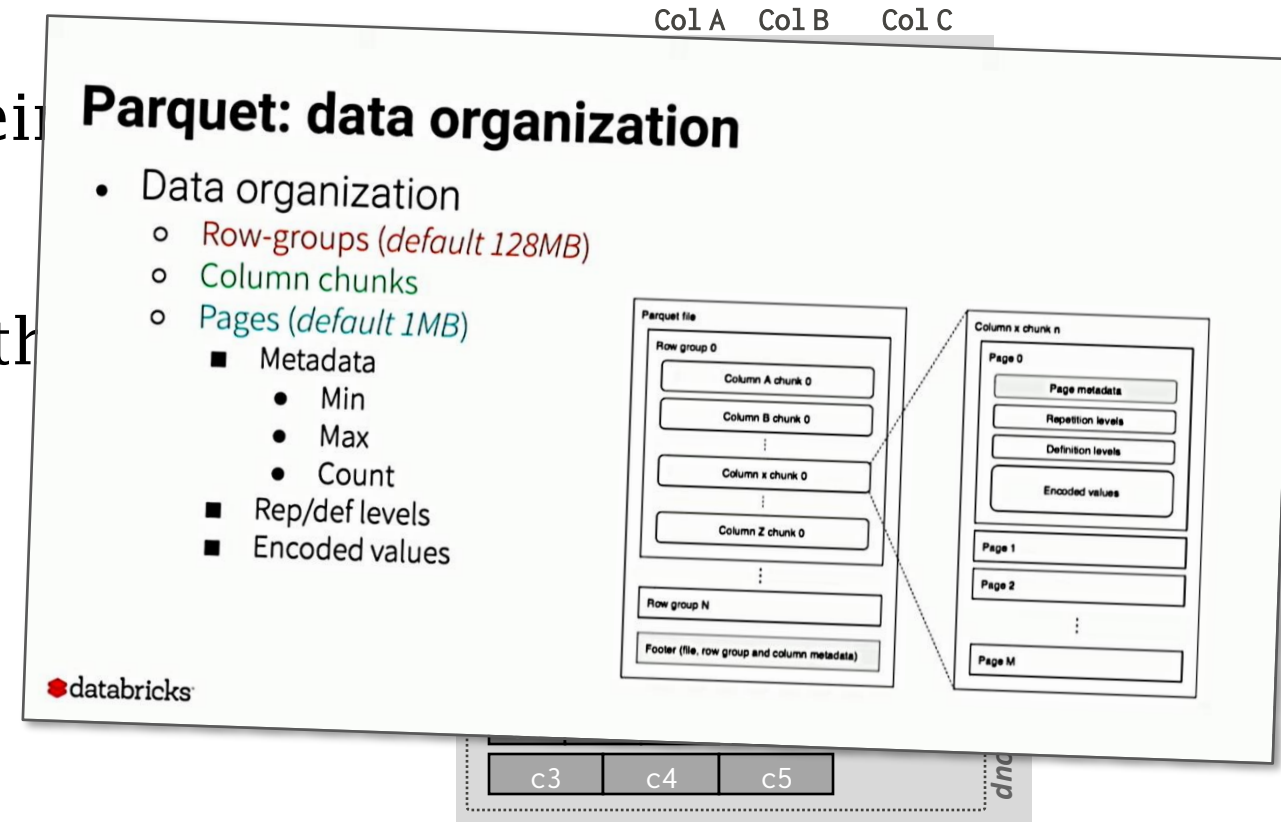 Col A Col B Col C
Parquet: data organization
• Data organization
Row-groups (default 128MB)
Column chunks
Pages (default 1MB)
Metadata
• Min
• Max
• Count
Rep/def levels
Encoded values
Parquet file
Row group 0
Column A chunk 0
Column B chunk 0
Column x chunk 0
Column Z chunk 0
Row group N
Footer (file, row group and column metadata)
Column x chunk n
Page 0
Page metadata
Repetition levels
Definition levels
Encoded values
Page 1
Page 2
Page M
databricks
c3 c4 c5